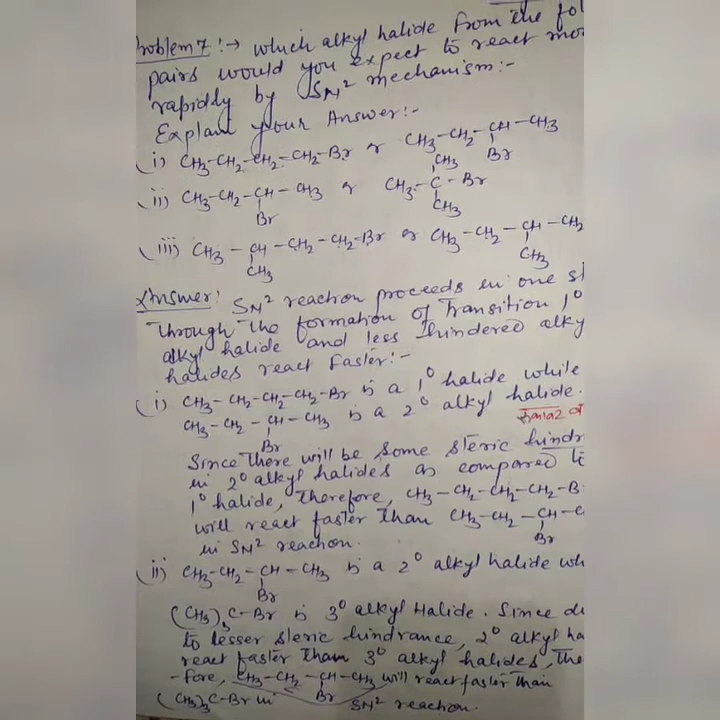 Problem 7 :→ which alkyl halide from the fol
pairs would you expect to react mo
rapidly by SN² mechanism:-
Explain your Answer:-
(i) CH3-CH2-CH2-CH2-Br or CH3-CH2-CH-CH3
Br
(ii) CH3-CH2-CH-CH3 or CH3-C-Br
Br
CH3
CH3
(iii) CH3-CH-CH2-CH2-Br or CH3-CH2-CH-CH2
CH3
CH3
Answer: SN² reaction proceeds in one st
Through the formation of Transition 1°
alkyl halide and less hindered alky
halides react faster:-
(i) CH3-CH2-CH2-CH2-Br is a 1° halide while
CH3-CH2-CH-CH3 is a 2° alkyl halide.
Br
Since there will be some steric hindr
in 2° alkyl halides as compared to
1° halide, Therefore, CH3-CH2-CH2-CH2-B
will react faster than CH3-CH2-CH-C
Br
in SN² reaction.
(ii) CH3-CH2-CH-CH3 is a 2° alkyl halide wh
Br
(CH3)3C-Br is 3° alkyl Halide. Since du
to lesser steric hindrance, 2° alkyl ha
react faster than 3° alkyl halides, The
-fore, CH3-CH2-CH-CH3 will react faster than
Br
(CH3)3C-Br in SN² reaction.